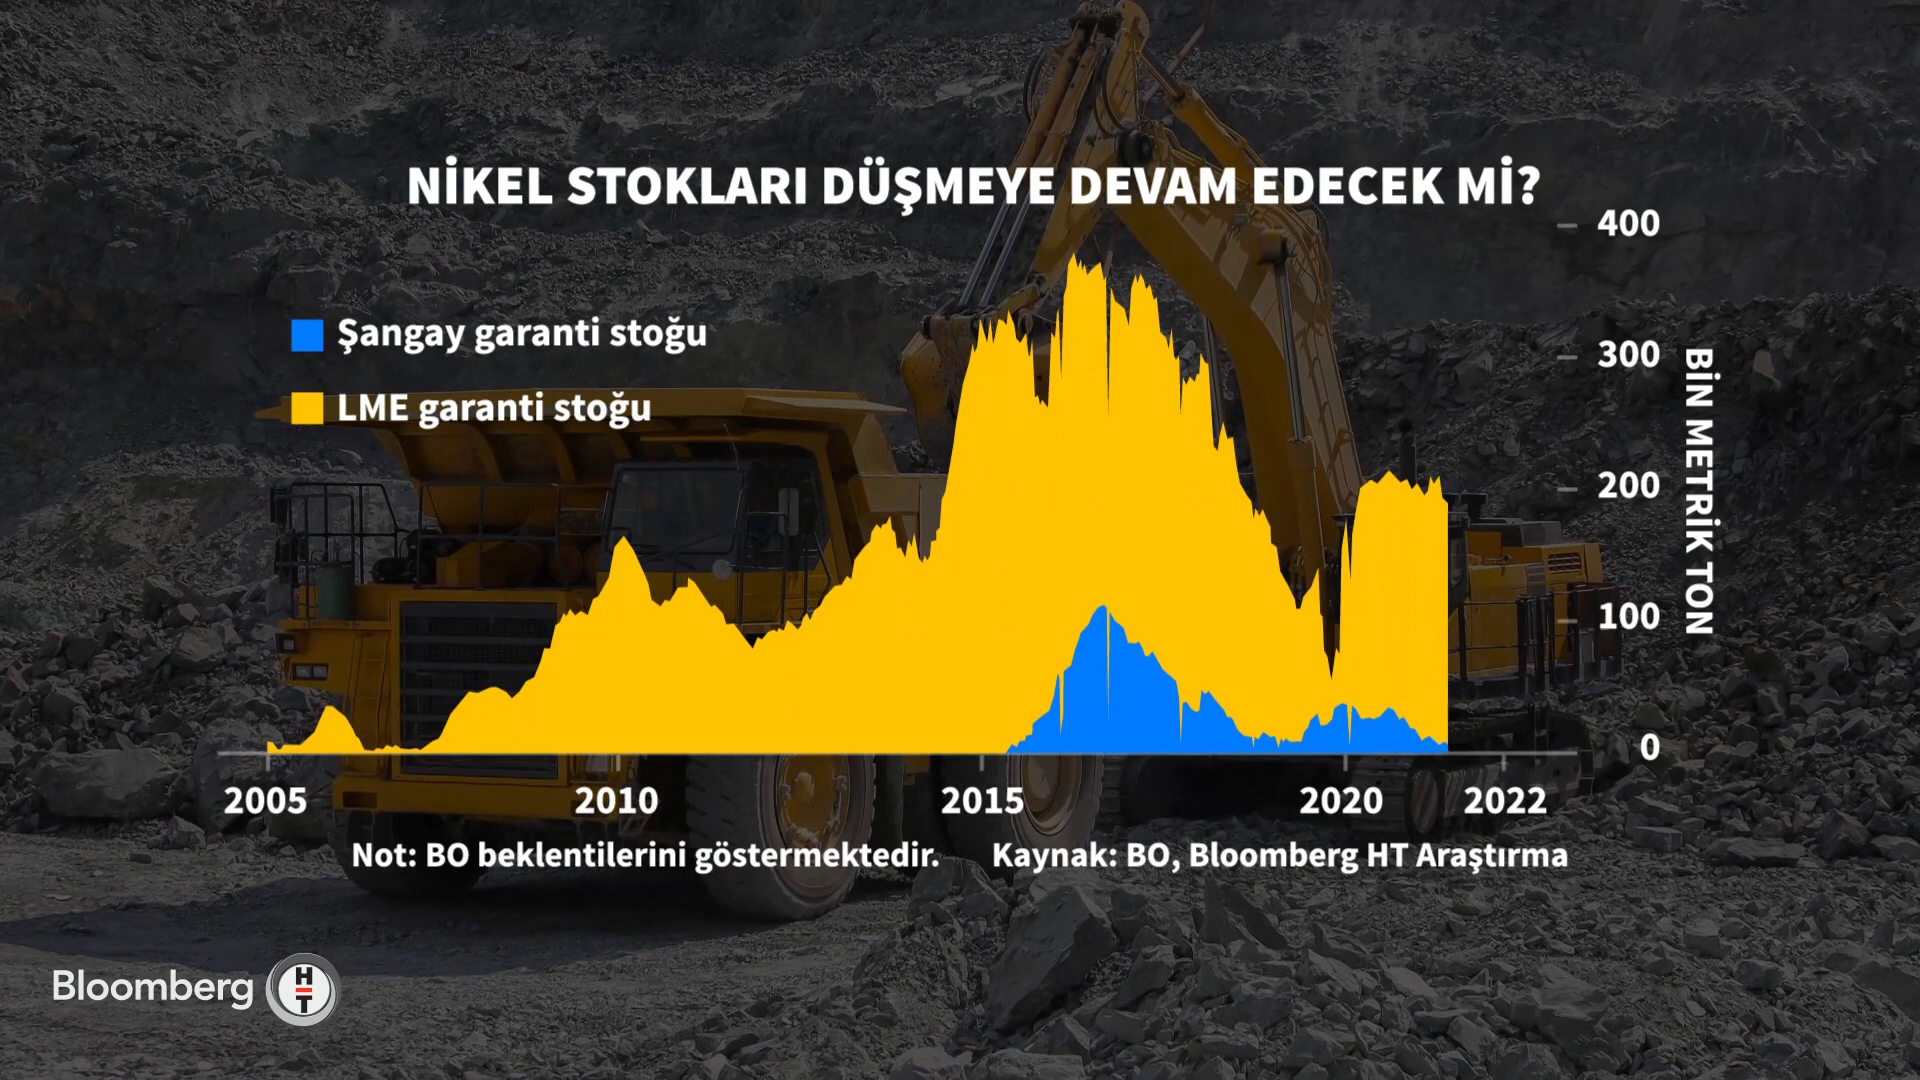 NİKEL STOKLARI DÜŞMEYE DEVAM EDECEK Mİ?
Şangay garanti stoğu
LME garanti stoğu
400
300
200
100
0
BİN METRİK TON
2005 2010 2015 2020 2022
Not: BO beklentilerini göstermektedir. Kaynak: BO, Bloomberg HT Araştırma
Bloomberg HT